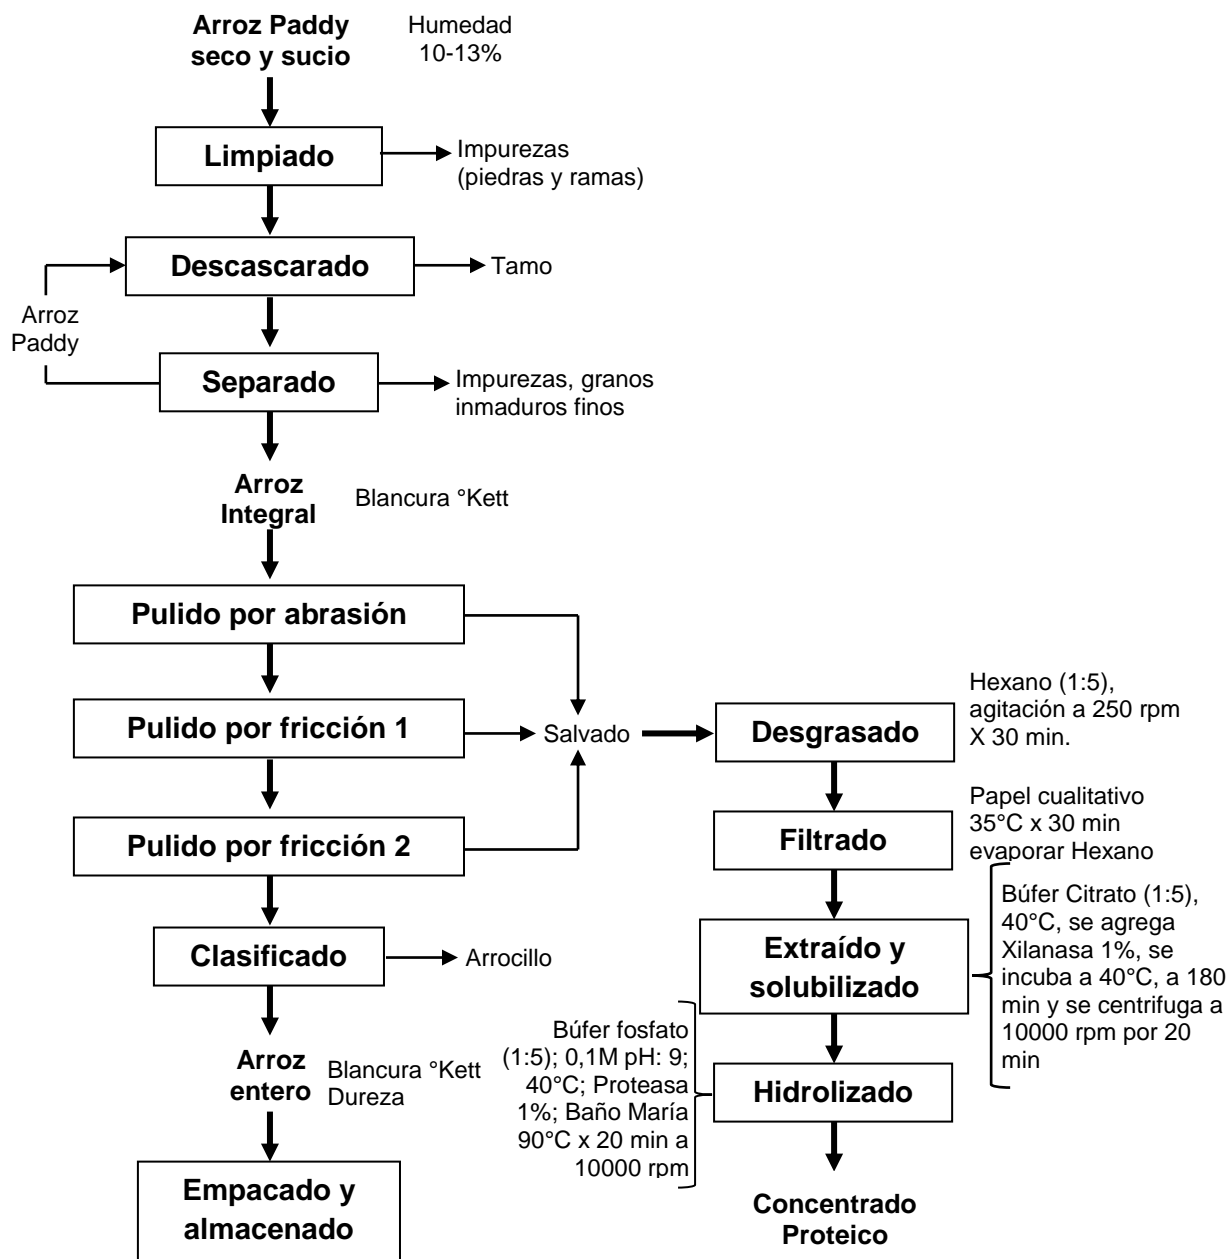 Arroz Paddy
seco y sucio
Humedad
10-13%
Limpiado
Impurezas
(piedras y ramas)
Descascarado
Tamo
Arroz
Paddy
Separado
Impurezas, granos
inmaduros finos
Arroz
Integral
Blancura °Kett
Pulido por abrasión
Pulido por fricción 1
Salvado
Pulido por fricción 2
Clasificado
Arrocillo
Arroz
entero
Blancura °Kett
Dureza
Empacado y
almacenado
Desgrasado
Hexano (1:5),
agitación a 250 rpm
X 30 min.
Filtrado
Papel cualitativo
35°C x 30 min
evaporar Hexano
Extraído y
solubilizado
Búfer Citrato (1:5),
40°C, se agrega
Xilanasa 1%, se
incuba a 40°C, a 180
min y se centrifuga a
10000 rpm por 20
min
Búfer fosfato
(1:5); 0,1M pH: 9;
40°C; Proteasa
1%; Baño María
90°C x 20 min a
10000 rpm
Hidrolizado
Concentrado
Proteico